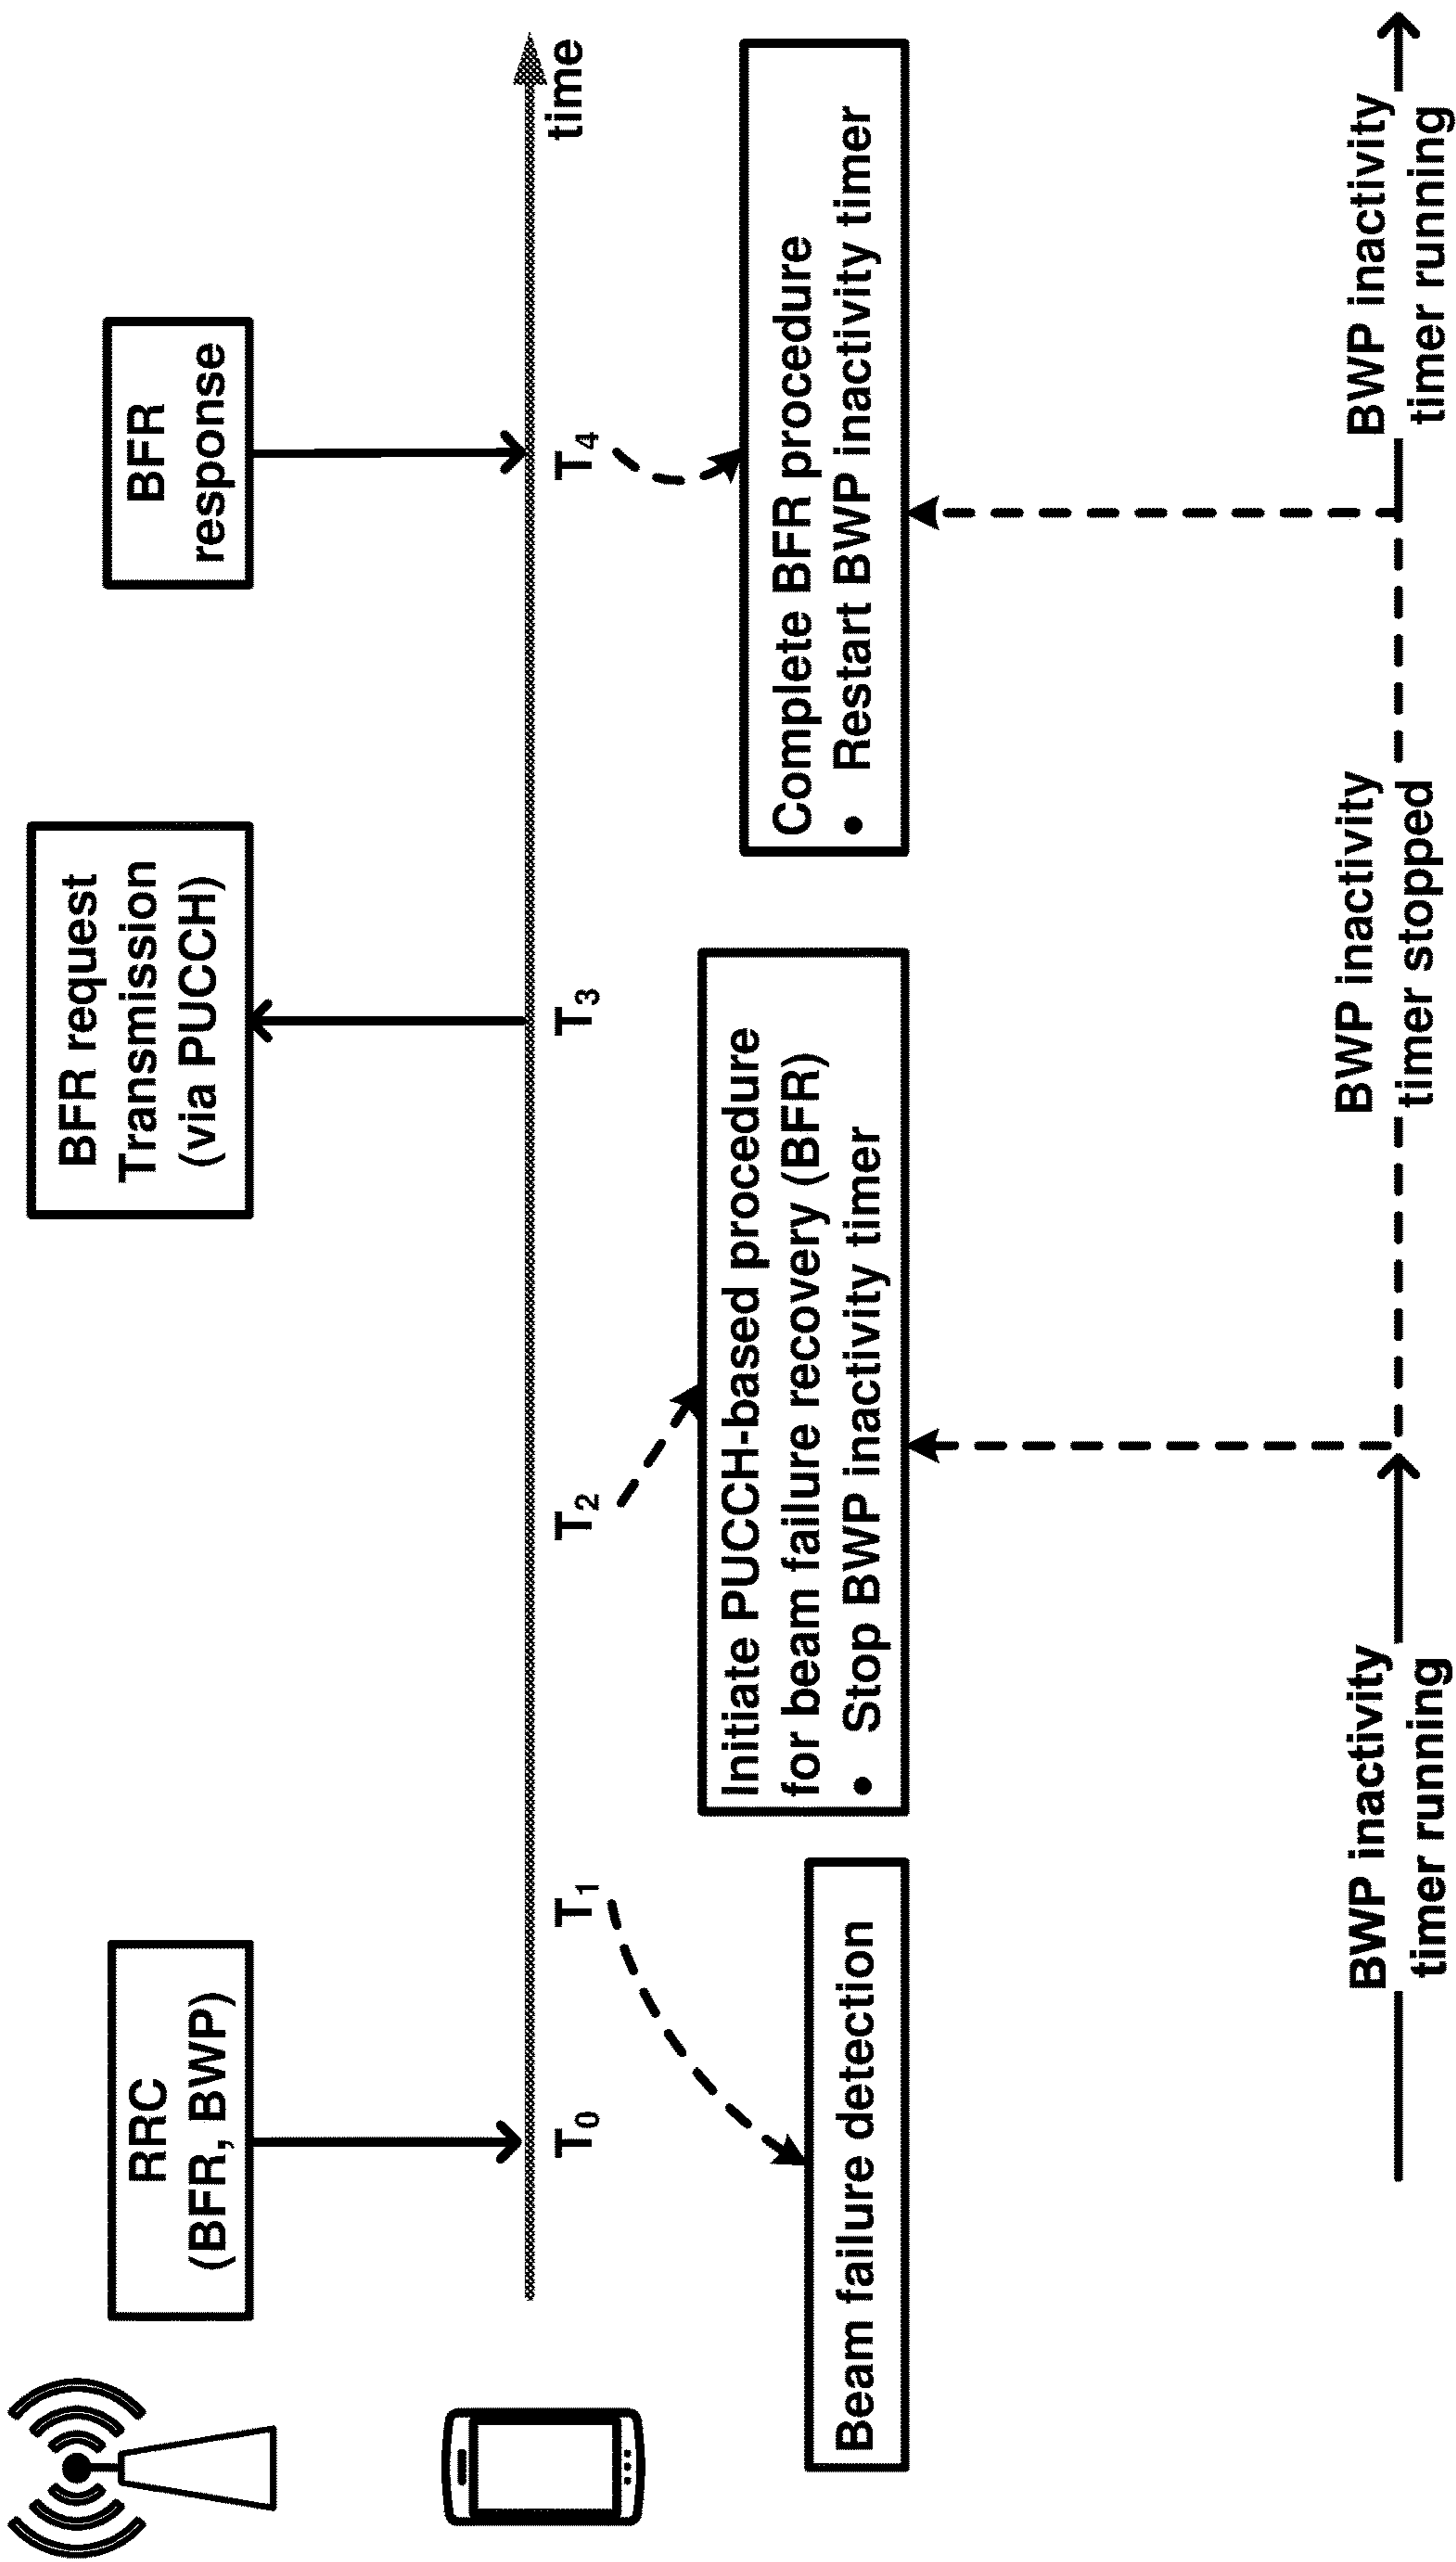 RRC
(BFR, BWP)
BFR request
Transmission
(via PUCCH)
BFR
response
T0
T1
T2
T3
T4
time
Beam failure detection
Initiate PUCCH-based procedure
for beam failure recovery (BFR)
• Stop BWP inactivity timer
Complete BFR procedure
• Restart BWP inactivity timer
BWP inactivity
timer running
BWP inactivity
timer stopped
BWP inactivity
timer running